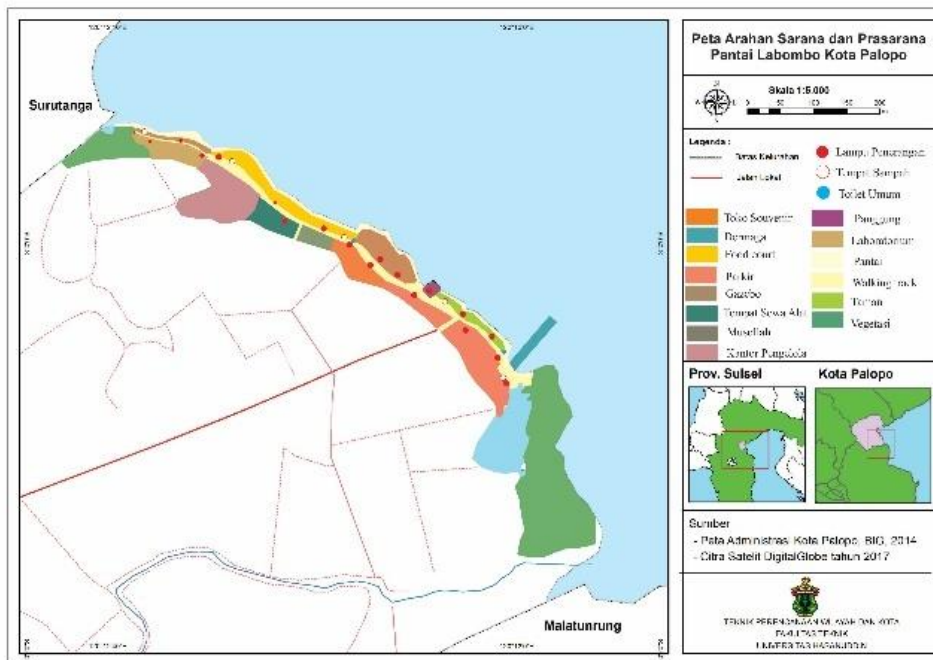 Peta Arahan Sarana dan Prasarana
Pantai Labombo Kota Palopo
Skala 1:5.000
Legenda :
Batas Kelurahan
Jalan Lokal
Lampu Penerangan
Tempat Sampah
Toilet Umum
Toko Souvenir
Dermaga
Food court
Parkir
Gazebo
Tempat Sewa Alat
Musollah
Kantor Pengelola
Panggung
Pantai
Walking track
Taman
Vegetasi
Prov. Sulsel
Kota Palopo
Sumber
- Peta Administrasi Kota Palopo, BIG, 2014
- Citra Satelit DigitalGlobe tahun 2017
TEKNIK PERENCANAAN WILAYAH DAN KOTA
FAKULTAS TEKNIK
UNIVERSITAS HASANUDDIN
Surutanga
Malatunrung